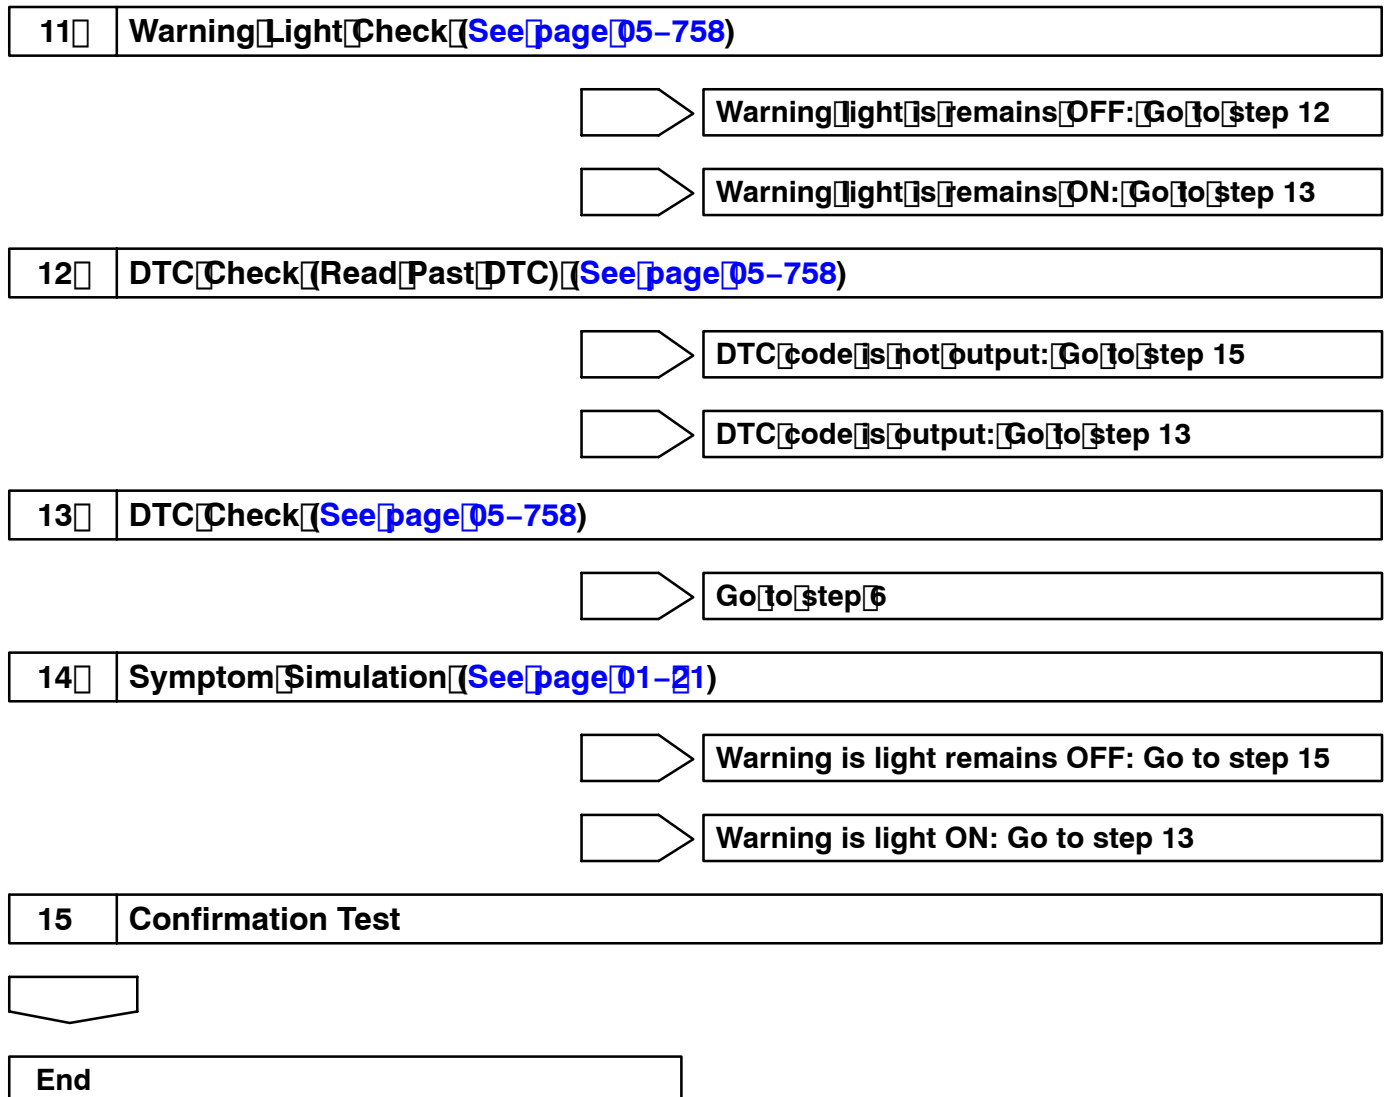 11 Warning Light Check (See page 05–758)
Warning light is remains OFF: Go to step 12
Warning light is remains ON: Go to step 13
12 DTC Check (Read Past DTC) (See page 05–758)
DTC code is not output: Go to step 15
DTC code is output: Go to step 13
13 DTC Check (See page 05–758)
Go to step 6
14 Symptom Simulation (See page 01–21)
Warning is light remains OFF: Go to step 15
Warning is light ON: Go to step 13
15 Confirmation Test
End